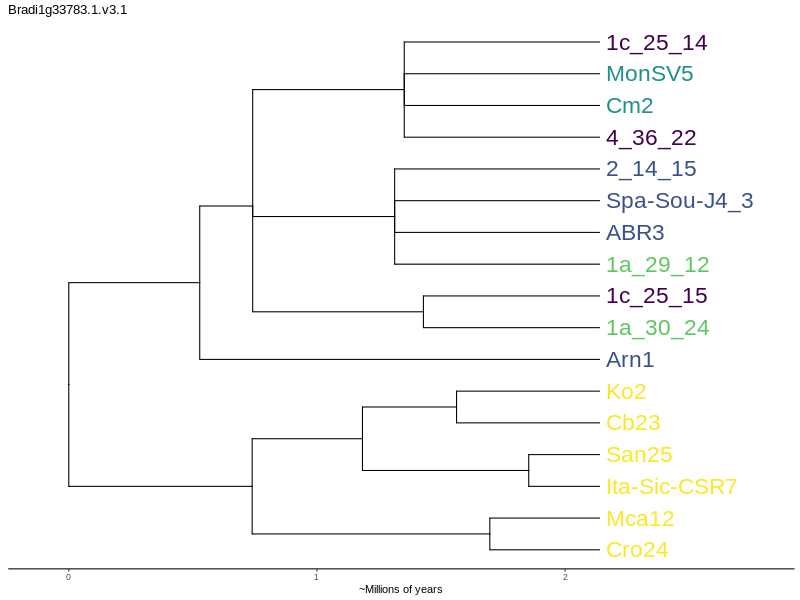 Bradi1g33783.1.v3.1
1c_25_14
MonSV5
Cm2
4_36_22
2_14_15
Spa-Sou-J4_3
ABR3
1a_29_12
1c_25_15
1a_30_24
Arn1
Ko2
Cb23
San25
Ita-Sic-CSR7
Mca12
Cro24
0 1 2
~Millions of years